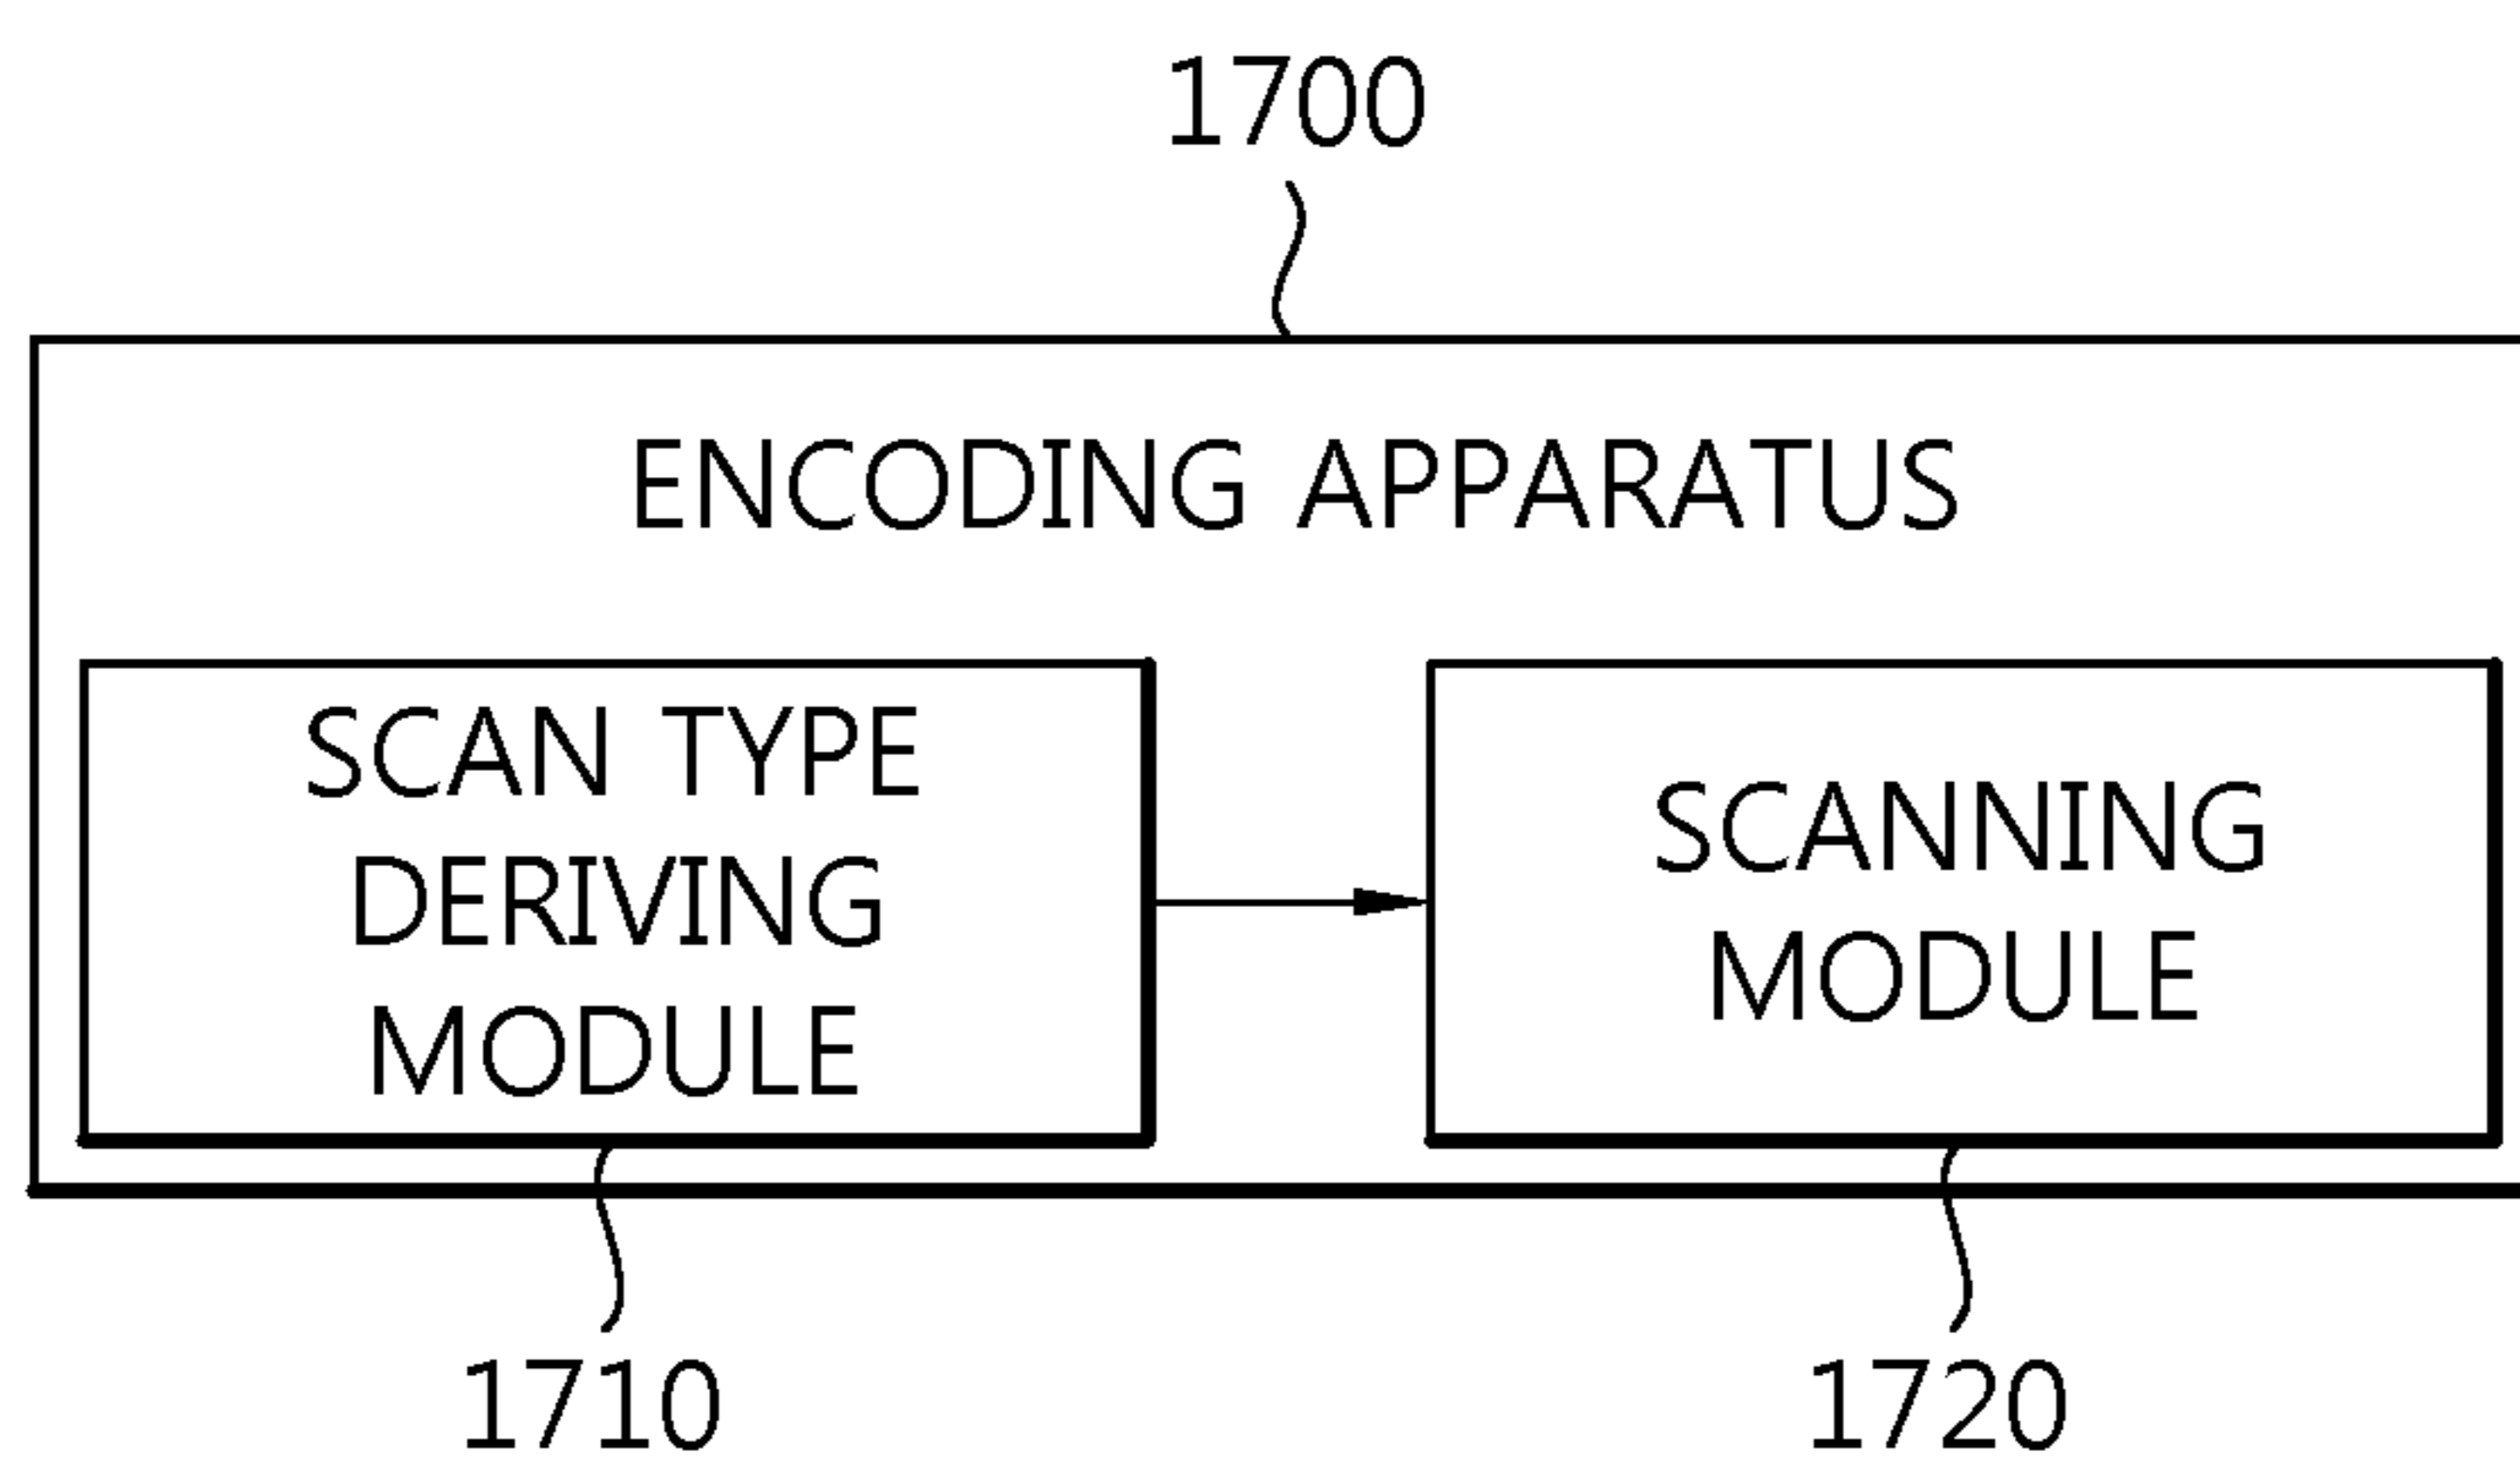 1700
ENCODING APPARATUS
SCAN TYPE
DERIVING
MODULE
SCANNING
MODULE
1710
1720